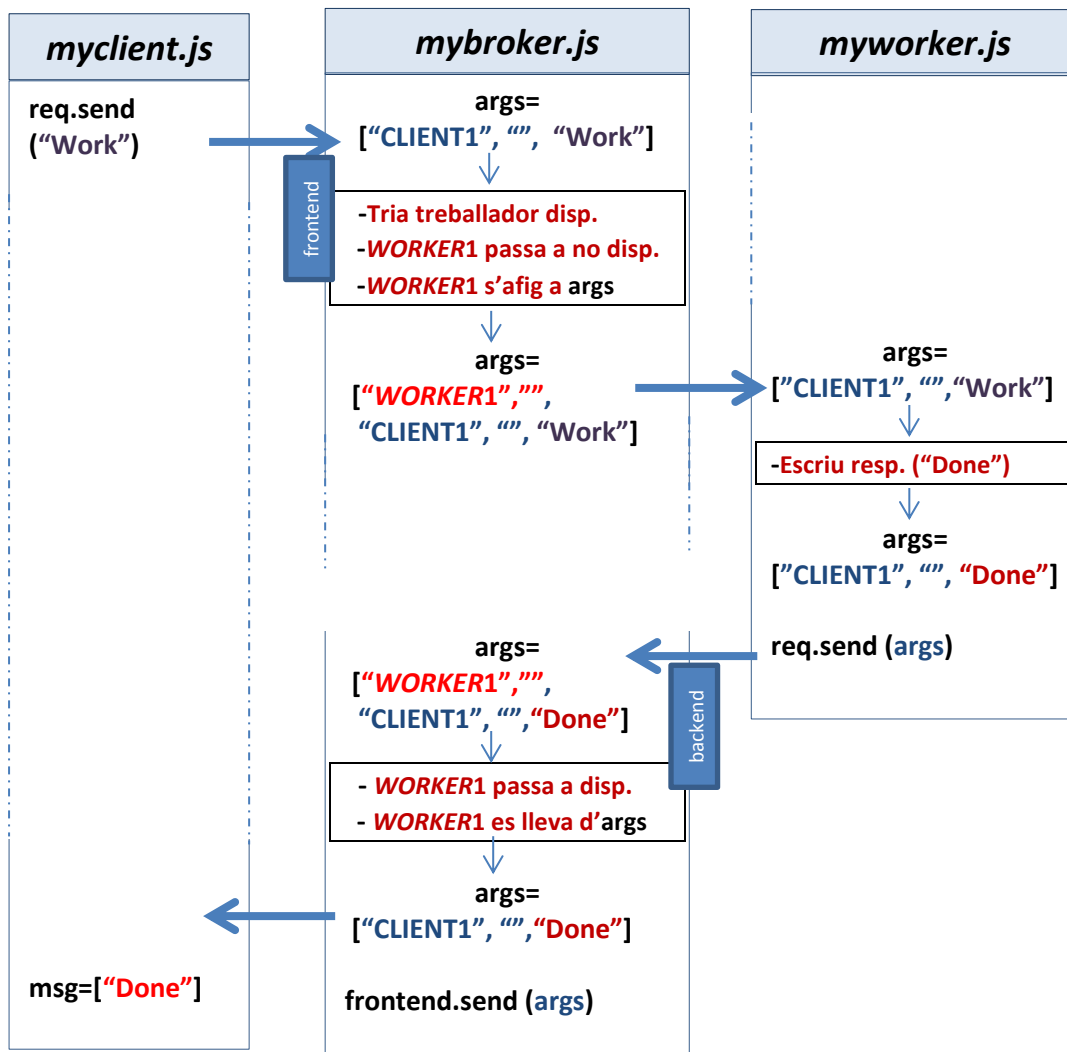 myclient.js
mybroker.js
myworker.js
req.send
(“Work”)
frontend
args=
[“CLIENT1”, “”, “Work”]
-Tria treballador disp.
-WORKER1 passa a no disp.
-WORKER1 s’afig a args
args=
[“WORKER1”,””,
“CLIENT1”, “”, “Work”]
args=
[”CLIENT1”, “”,“Work”]
-Escriu resp. (“Done”)
args=
[”CLIENT1”, “”, “Done”]
req.send (args)
backend
args=
[“WORKER1”,””,
“CLIENT1”, “”,“Done”]
- WORKER1 passa a disp.
- WORKER1 es lleva d’args
args=
[“CLIENT1”, “”,“Done”]
frontend.send (args)
msg=[“Done”]